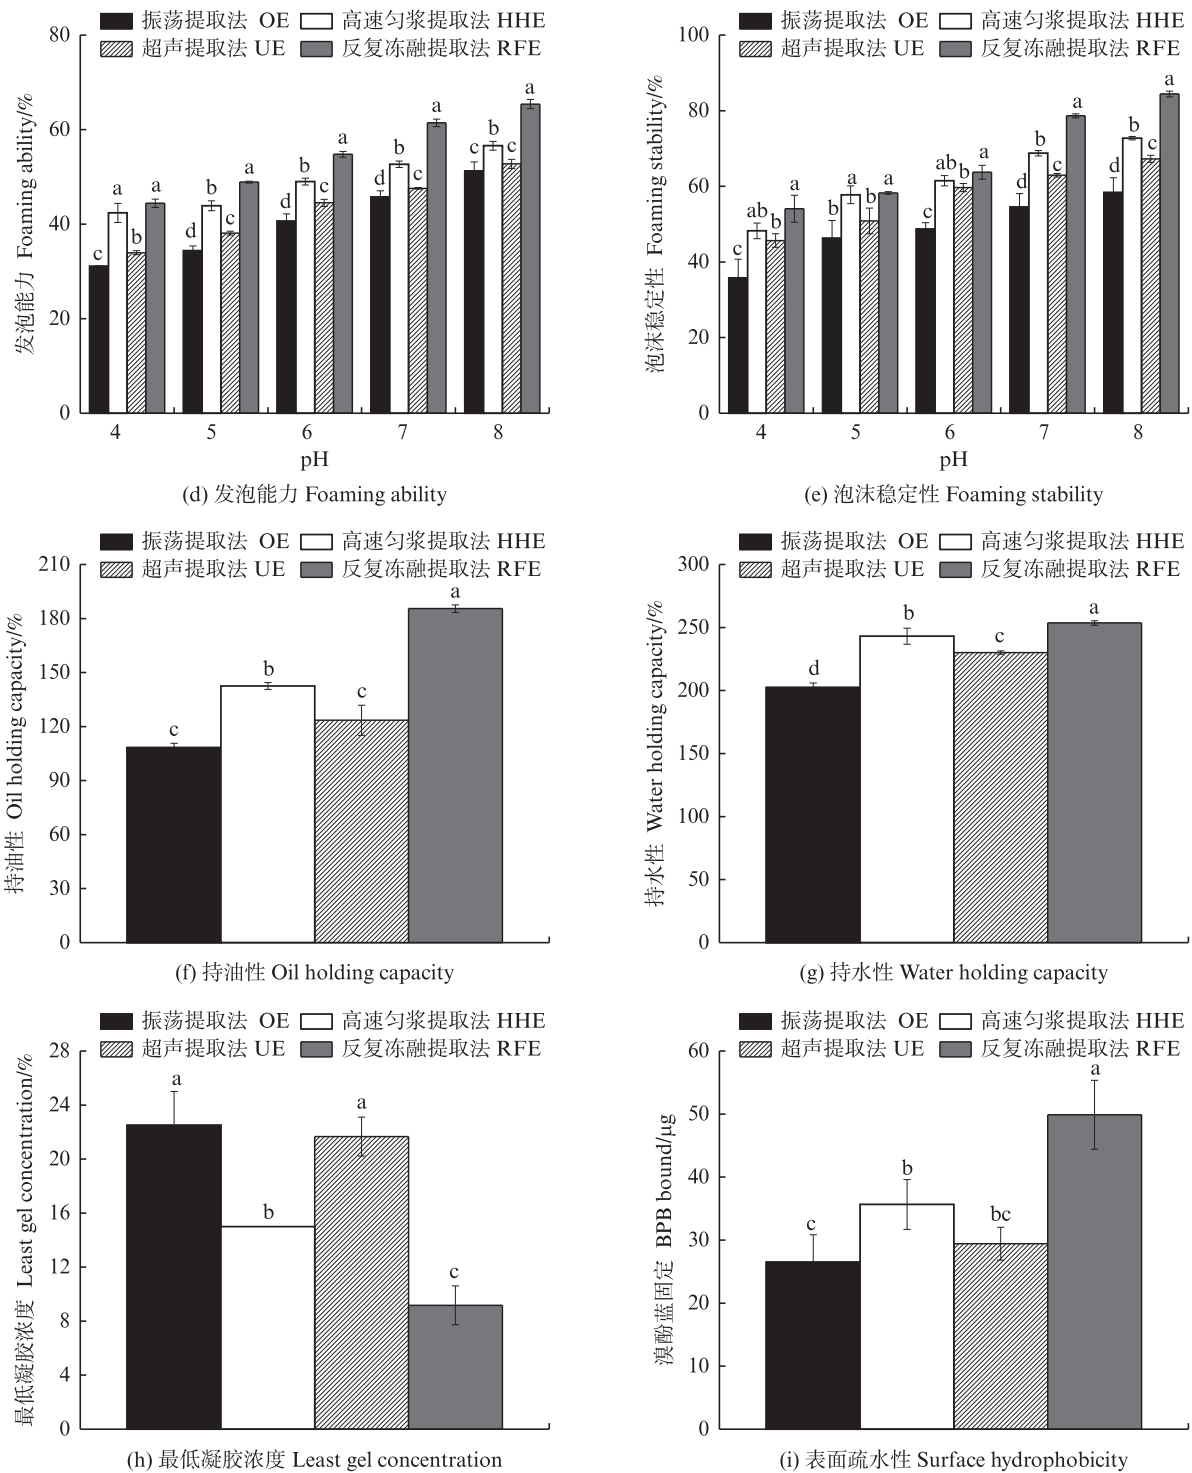 振荡提取法 OE 高速匀浆提取法 HHE
超声提取法 UE 反复冻融提取法 RFE
发泡能力 Foaming ability/%
80
60
40
20
0
c a b a
d b c a
d b c a
d b c a
c b c a
4 5 6 7 8
pH
(d) 发泡能力 Foaming ability
振荡提取法 OE 高速匀浆提取法 HHE
超声提取法 UE 反复冻融提取法 RFE
泡沫稳定性 Foaming stability/%
100
80
60
40
20
0
c ab b a
b a b a
c ab b a
d b c a
d b c a
4 5 6 7 8
pH
(e) 泡沫稳定性 Foaming stability
振荡提取法 OE 高速匀浆提取法 HHE
超声提取法 UE 反复冻融提取法 RFE
持油性 Oil holding capacity/%
210
180
150
120
90
60
30
0
c b c a
(f) 持油性 Oil holding capacity
振荡提取法 OE 高速匀浆提取法 HHE
超声提取法 UE 反复冻融提取法 RFE
持水性 Water holding capacity/%
300
250
200
150
100
50
0
d b c a
(g) 持水性 Water holding capacity
振荡提取法 OE 高速匀浆提取法 HHE
超声提取法 UE 反复冻融提取法 RFE
最低凝胶浓度 Least gel concentration/%
28
24
20
16
12
8
4
0
a b a c
(h) 最低凝胶浓度 Least gel concentration
振荡提取法 OE 高速匀浆提取法 HHE
超声提取法 UE 反复冻融提取法 RFE
溴酚蓝固定 BPB bound/μg
60
50
40
30
20
10
0
c b bc a
(i) 表面疏水性 Surface hydrophobicity